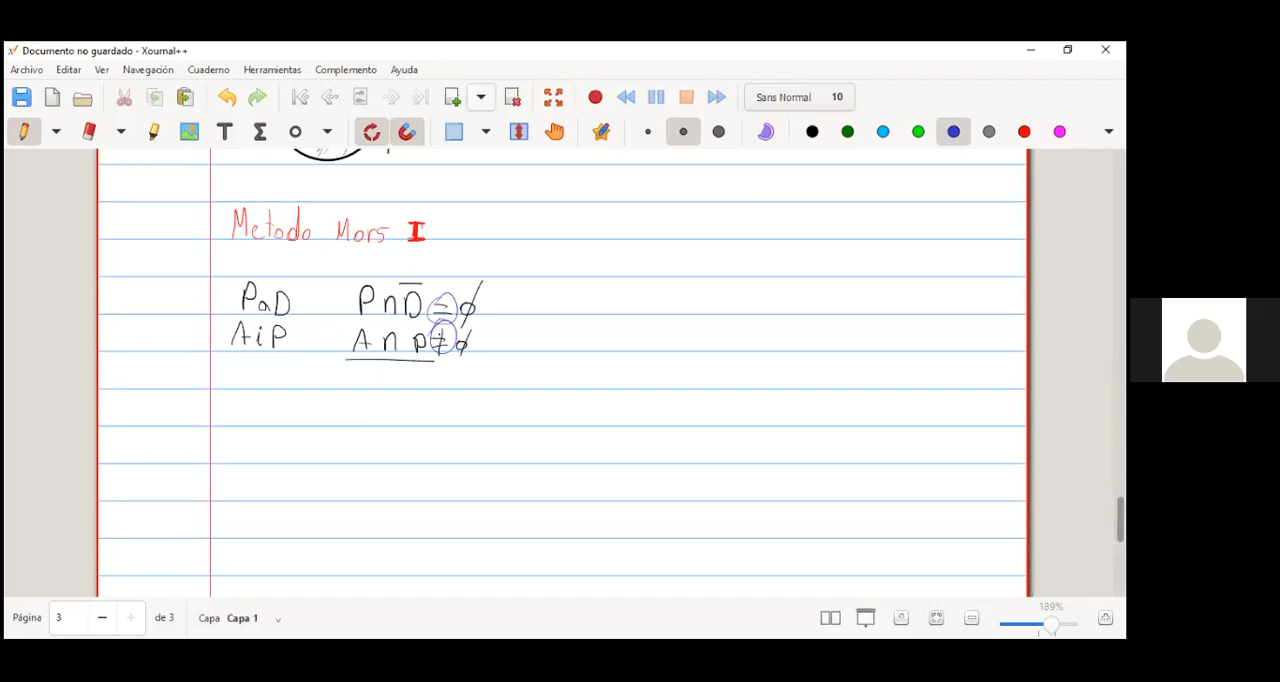 Documento no guardado - Xournal++
Archivo Editar Ver Navegación Cuaderno Herramientas Complemento Ayuda
Sans Normal 10
Metodo Mors I
PaD P∩D̅ = ∅
AiP A∩P ≠ ∅
Página 3 de 3 Capa Capa 1 189%